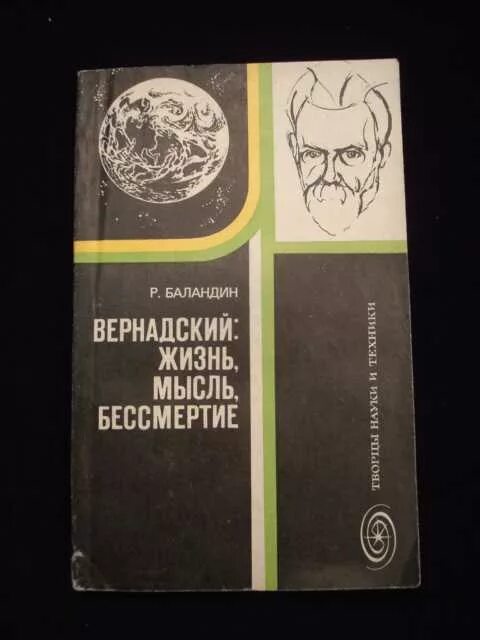 Р. БАЛАНДИН
ВЕРНАДСКИЙ:
ЖИЗНЬ,
МЫСЛЬ,
БЕССМЕРТИЕ
ТВОРЦЫ НАУКИ И ТЕХНИКИ